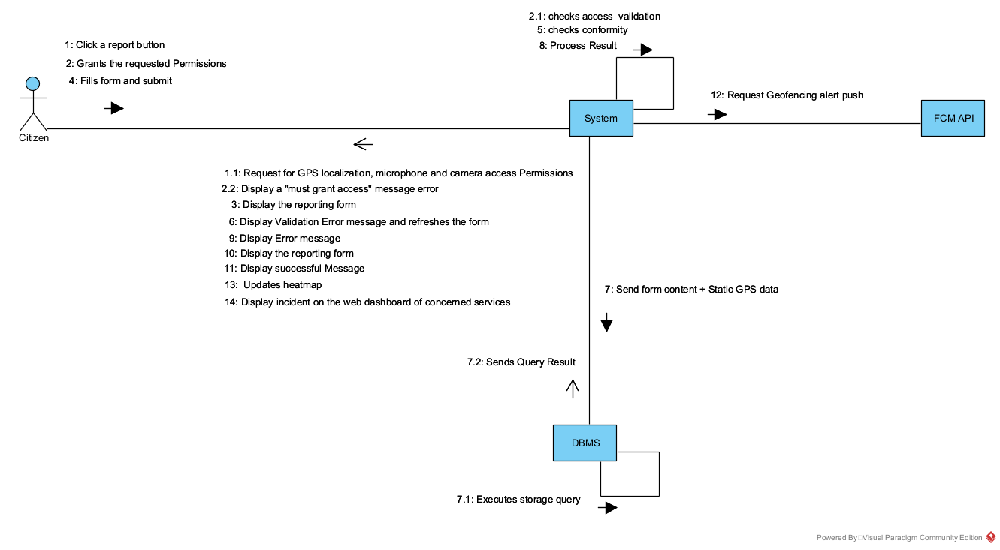 2.1: checks access validation
5: checks conformity
8: Process Result
1: Click a report button
2: Grants the requested Permissions
4: Fills form and submit
12: Request Geofencing alert push
System
FCM API
Citizen
1.1: Request for GPS localization, microphone and camera access Permissions
2.2: Display a "must grant access" message error
3: Display the reporting form
6: Display Validation Error message and refreshes the form
9: Display Error message
10: Display the reporting form
11: Display successful Message
13: Updates heatmap
14: Display incident on the web dashboard of concerned services
7: Send form content + Static GPS data
7.2: Sends Query Result
DBMS
7.1: Executes storage query
Powered By Visual Paradigm Community Edition